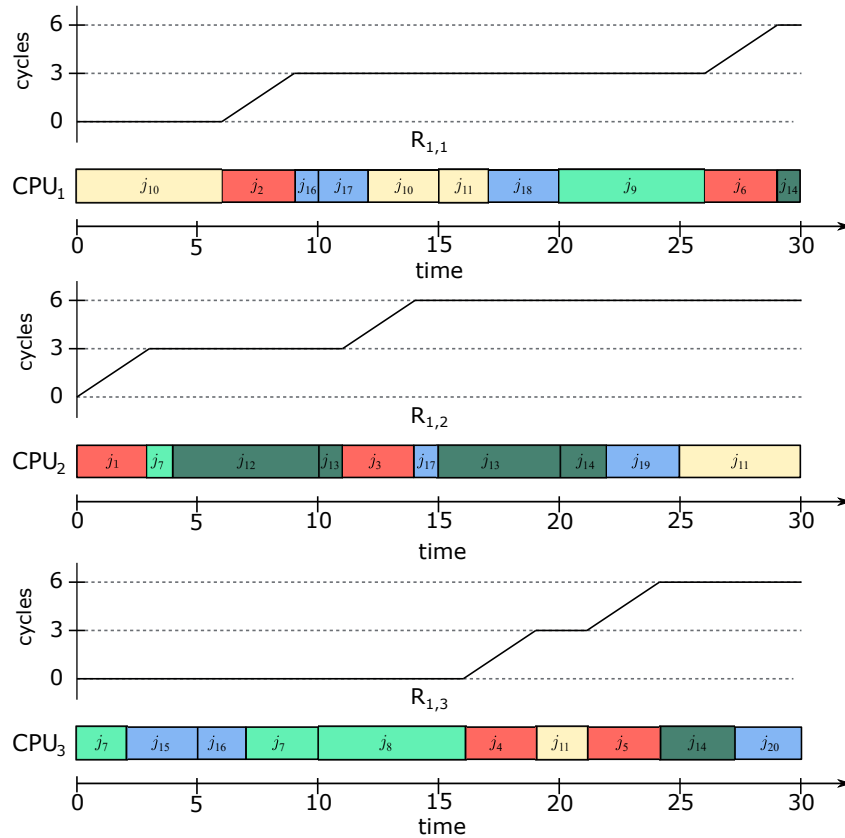 6
cycles
3
0
R1,1
CPU1
j10 j2 j16 j17 j10 j11 j18 j9 j6 j14
0 5 10 15 20 25 30
time
6
cycles
3
0
R1,2
CPU2
j1 j7 j12 j13 j3 j17 j13 j14 j19 j11
0 5 10 15 20 25 30
time
6
cycles
3
0
R1,3
CPU3
j7 j15 j16 j7 j8 j4 j11 j5 j14 j20
0 5 10 15 20 25 30
time